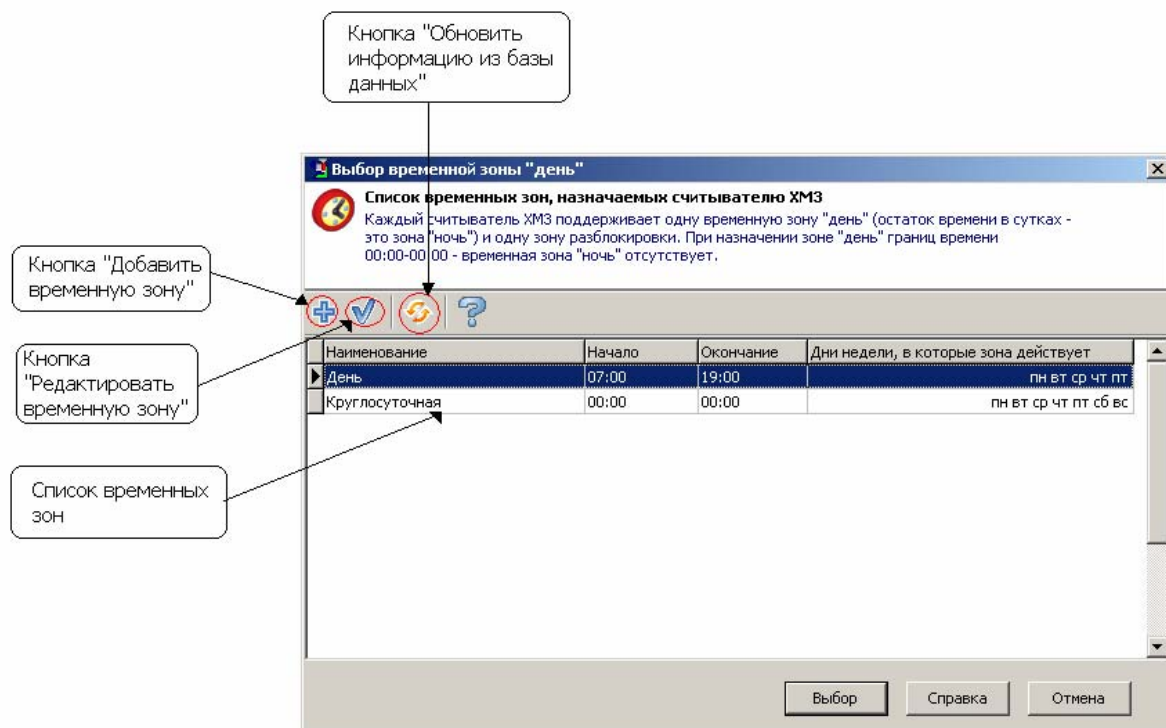 Кнопка "Обновить
информацию из базы
данных"
Выбор временной зоны "день"
Список временных зон, назначаемых считывателю ХМЗ
Каждый считыватель ХМЗ поддерживает одну временную зону "день" (остаток времени в сутках -
это зона "ночь") и одну зону разблокировки. При назначении зоне "день" границ времени
00:00-00:00 - временная зона "ночь" отсутствует.
Кнопка "Добавить
временную зону"
Кнопка
"Редактировать
временную зону"
Наименование Начало Окончание Дни недели, в которые зона действует
День 07:00 19:00 пн вт ср чт пт
Круглосуточная 00:00 00:00 пн вт ср чт пт сб вс
Список временных
зон
Выбор Справка Отмена